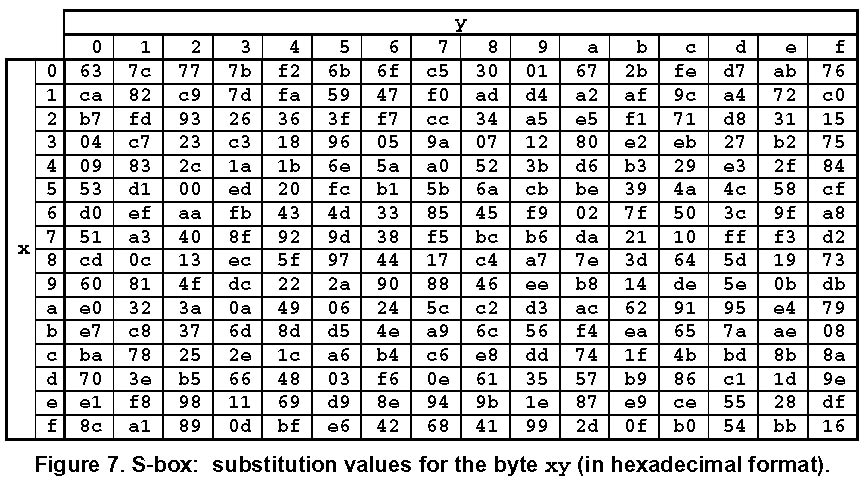 y
0 1 2 3 4 5 6 7 8 9 a b c d e f
0 63 7c 77 7b f2 6b 6f c5 30 01 67 2b fe d7 ab 76
1 ca 82 c9 7d fa 59 47 f0 ad d4 a2 af 9c a4 72 c0
2 b7 fd 93 26 36 3f f7 cc 34 a5 e5 f1 71 d8 31 15
3 04 c7 23 c3 18 96 05 9a 07 12 80 e2 eb 27 b2 75
4 09 83 2c 1a 1b 6e 5a a0 52 3b d6 b3 29 e3 2f 84
5 53 d1 00 ed 20 fc b1 5b 6a cb be 39 4a 4c 58 cf
6 d0 ef aa fb 43 4d 33 85 45 f9 02 7f 50 3c 9f a8
x 7 51 a3 40 8f 92 9d 38 f5 bc b6 da 21 10 ff f3 d2
8 cd 0c 13 ec 5f 97 44 17 c4 a7 7e 3d 64 5d 19 73
9 60 81 4f dc 22 2a 90 88 46 ee b8 14 de 5e 0b db
a e0 32 3a 0a 49 06 24 5c c2 d3 ac 62 91 95 e4 79
b e7 c8 37 6d 8d d5 4e a9 6c 56 f4 ea 65 7a ae 08
c ba 78 25 2e 1c a6 b4 c6 e8 dd 74 1f 4b bd 8b 8a
d 70 3e b5 66 48 03 f6 0e 61 35 57 b9 86 c1 1d 9e
e e1 f8 98 11 69 d9 8e 94 9b 1e 87 e9 ce 55 28 df
f 8c a1 89 0d bf e6 42 68 41 99 2d 0f b0 54 bb 16
Figure 7. S-box: substitution values for the byte xy (in hexadecimal format).